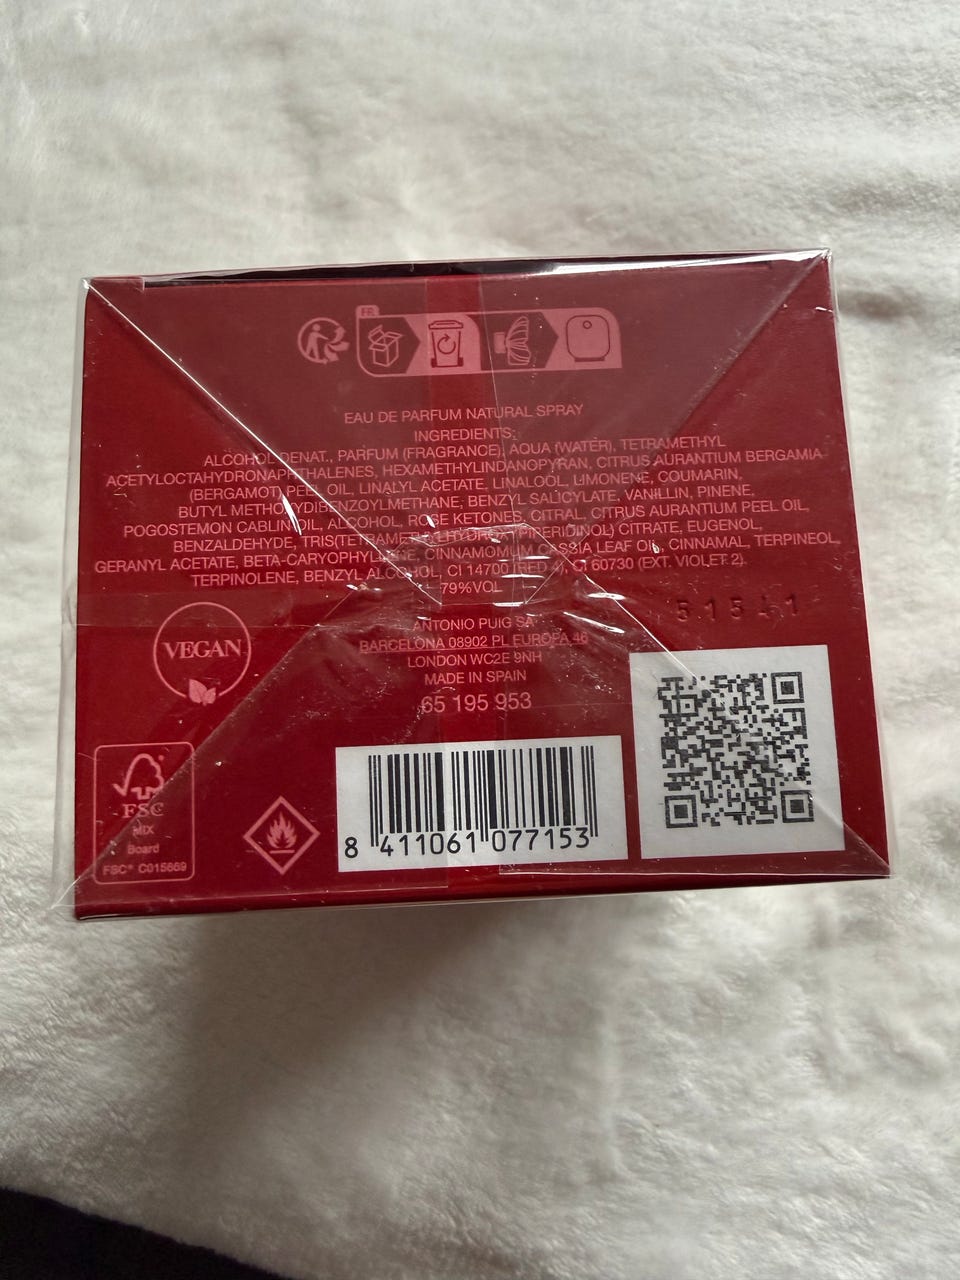 FR
EAU DE PARFUM NATURAL SPRAY
INGREDIENTS:
ALCOHOL DENAT., PARFUM (FRAGRANCE), AQUA (WATER), TETRAMETHYL
ACETYLOCTAHYDRONAPHTHALENES, HEXAMETHYLINDANOPYRAN, CITRUS AURANTIUM BERGAMIA
(BERGAMOT) PEEL OIL, LINALYL ACETATE, LINALOOL, LIMONENE, COUMARIN,
BUTYL METHOXYDIBENZOYLMETHANE, BENZYL SALICYLATE, VANILLIN, PINENE,
POGOSTEMON CABLIN OIL, ALCOHOL, ROSE KETONES, CITRAL, CITRUS AURANTIUM PEEL OIL,
BENZALDEHYDE, TRIS(TETRAMETHYLHYDROXYPIPERIDINOL) CITRATE, EUGENOL,
GERANYL ACETATE, BETA-CARYOPHYLLENE, CINNAMOMUM CASSIA LEAF OIL, CINNAMAL, TERPINEOL,
TERPINOLENE, BENZYL ALCOHOL, CI 14700 (RED 4), CI 60730 (EXT. VIOLET 2).
79%VOL
ANTONIO PUIG SA
BARCELONA 08902 PL EUROPA 46
LONDON WC2E 9NH
MADE IN SPAIN
65 195 953
VEGAN
FSC
MIX
Board
FSC® C015669
8 411061 077153